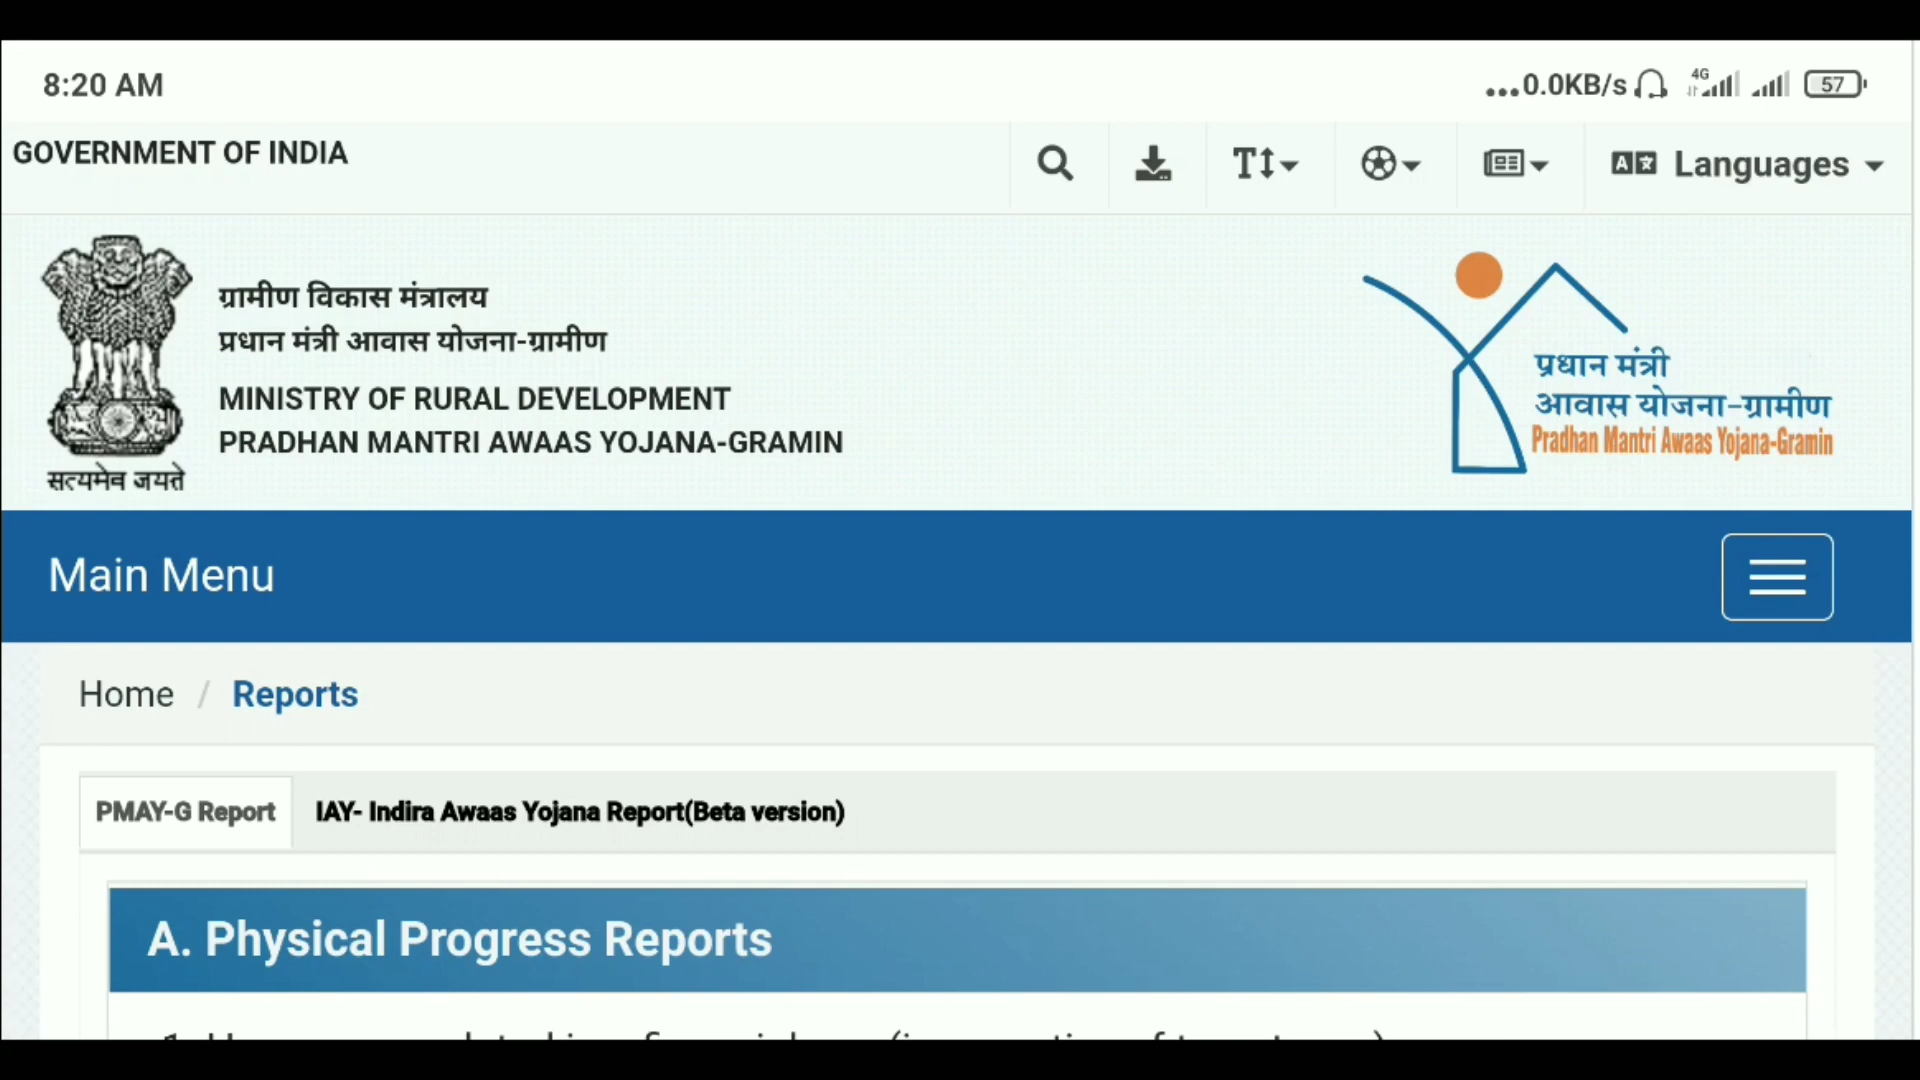 8:20 AM
...0.0KB/s 4G 57
GOVERNMENT OF INDIA
Languages
ग्रामीण विकास मंत्रालय
प्रधान मंत्री आवास योजना-ग्रामीण
MINISTRY OF RURAL DEVELOPMENT
PRADHAN MANTRI AWAAS YOJANA-GRAMIN
सत्यमेव जयते
प्रधान मंत्री
आवास योजना-ग्रामीण
Pradhan Mantri Awaas Yojana-Gramin
Main Menu
Home / Reports
PMAY-G Report IAY- Indira Awaas Yojana Report(Beta version)
A. Physical Progress Reports